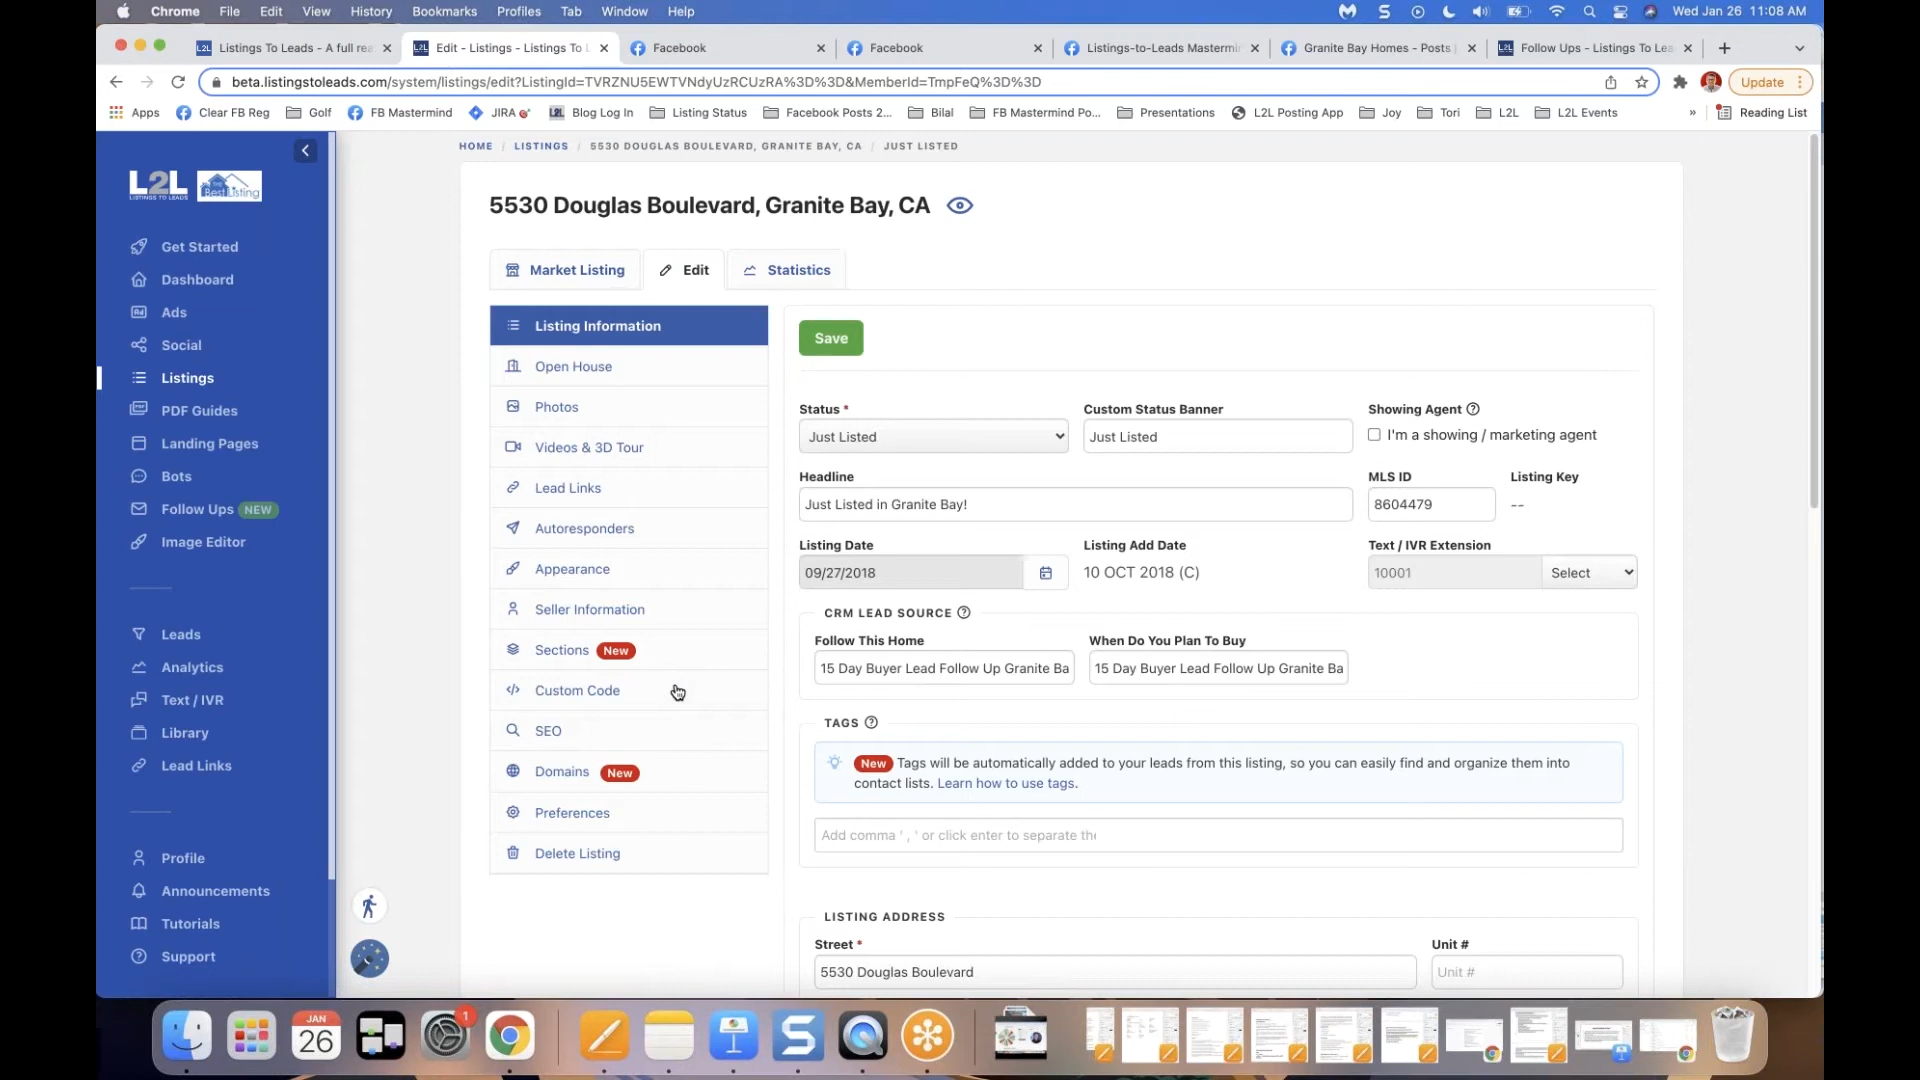 Chrome File Edit View History Bookmarks Profiles Tab Window Help
Wed Jan 26 11:08 AM
Listings To Leads - A full rea
Edit - Listings - Listings To L
Facebook
Facebook
Listings-to-Leads Mastermin
Granite Bay Homes - Posts
Follow Ups - Listings To Lea
beta.listingstoleads.com/system/listings/edit?ListingId=TVRZNU5EWTVNdyUzRCUzRA%3D%3D&MemberId=TmpFeQ%3D%3D
Update
Apps
Clear FB Reg
Golf
FB Mastermind
JIRA
Blog Log In
Listing Status
Facebook Posts 2...
Bilal
FB Mastermind Po...
Presentations
L2L Posting App
Joy
Tori
L2L
L2L Events
»
Reading List
L2L
LISTINGS TO LEADS
Best Listing
Get Started
Dashboard
Ads
Social
Listings
PDF Guides
Landing Pages
Bots
Follow Ups NEW
Image Editor
Leads
Analytics
Text / IVR
Library
Lead Links
Profile
Announcements
Tutorials
Support
HOME / LISTINGS / 5530 DOUGLAS BOULEVARD, GRANITE BAY, CA / JUST LISTED
5530 Douglas Boulevard, Granite Bay, CA
Market Listing
Edit
Statistics
Listing Information
Open House
Photos
Videos & 3D Tour
Lead Links
Autoresponders
Appearance
Seller Information
Sections New
Custom Code
SEO
Domains New
Preferences
Delete Listing
Save
Status *
Just Listed
Custom Status Banner
Just Listed
Showing Agent
I'm a showing / marketing agent
Headline
Just Listed in Granite Bay!
MLS ID
8604479
Listing Key
--
Listing Date
09/27/2018
Listing Add Date
10 OCT 2018 (C)
Text / IVR Extension
10001
Select
CRM LEAD SOURCE
Follow This Home
15 Day Buyer Lead Follow Up Granite Ba
When Do You Plan To Buy
15 Day Buyer Lead Follow Up Granite Ba
TAGS
New Tags will be automatically added to your leads from this listing, so you can easily find and organize them into
contact lists. Learn how to use tags.
Add comma ' , ' or click enter to separate the
LISTING ADDRESS
Street *
5530 Douglas Boulevard
Unit #
Unit #
JAN
26
1